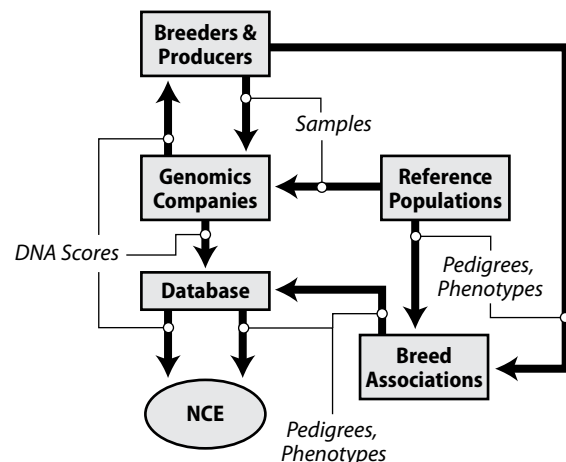 Breeders &
Producers
Samples
Genomics
Companies
Reference
Populations
DNA Scores
Pedigrees,
Phenotypes
Database
Breed
Associations
NCE
Pedigrees,
Phenotypes